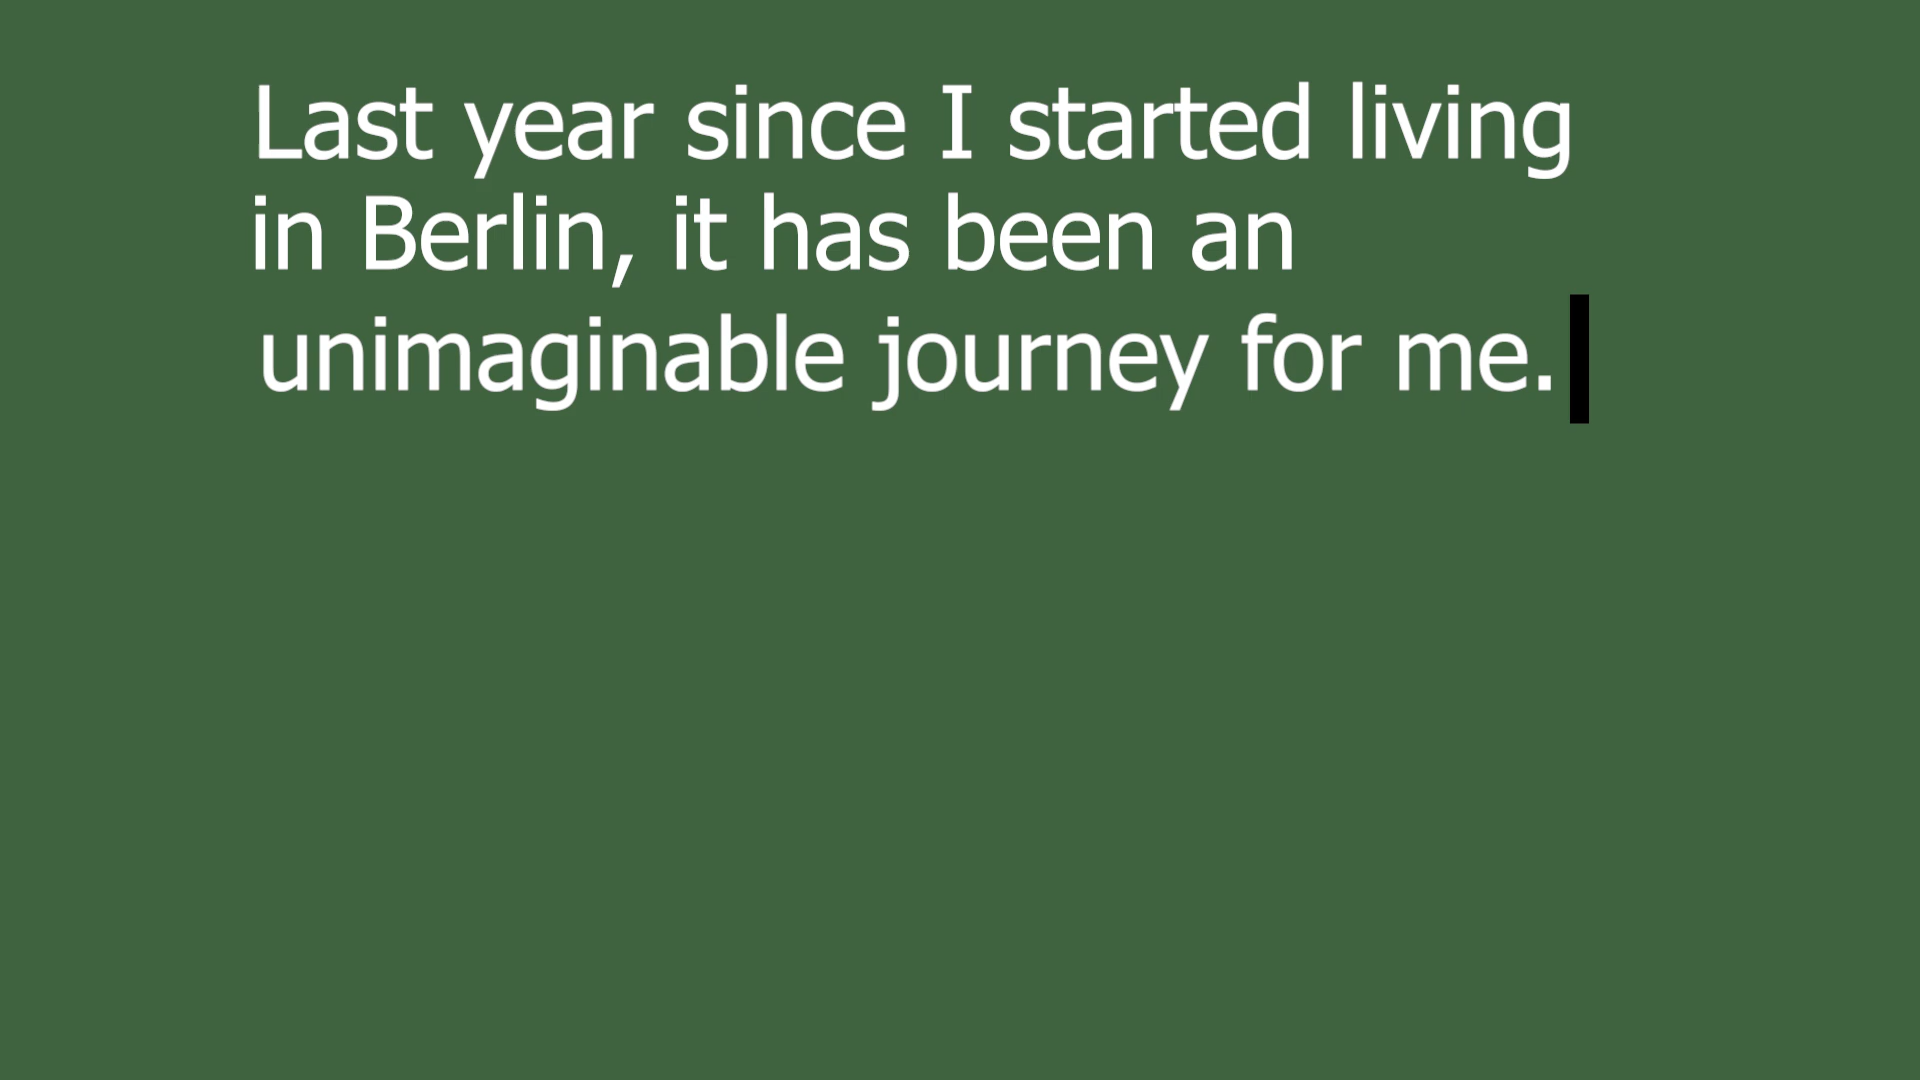 Last year since I started living
in Berlin, it has been an
unimaginable journey for me.